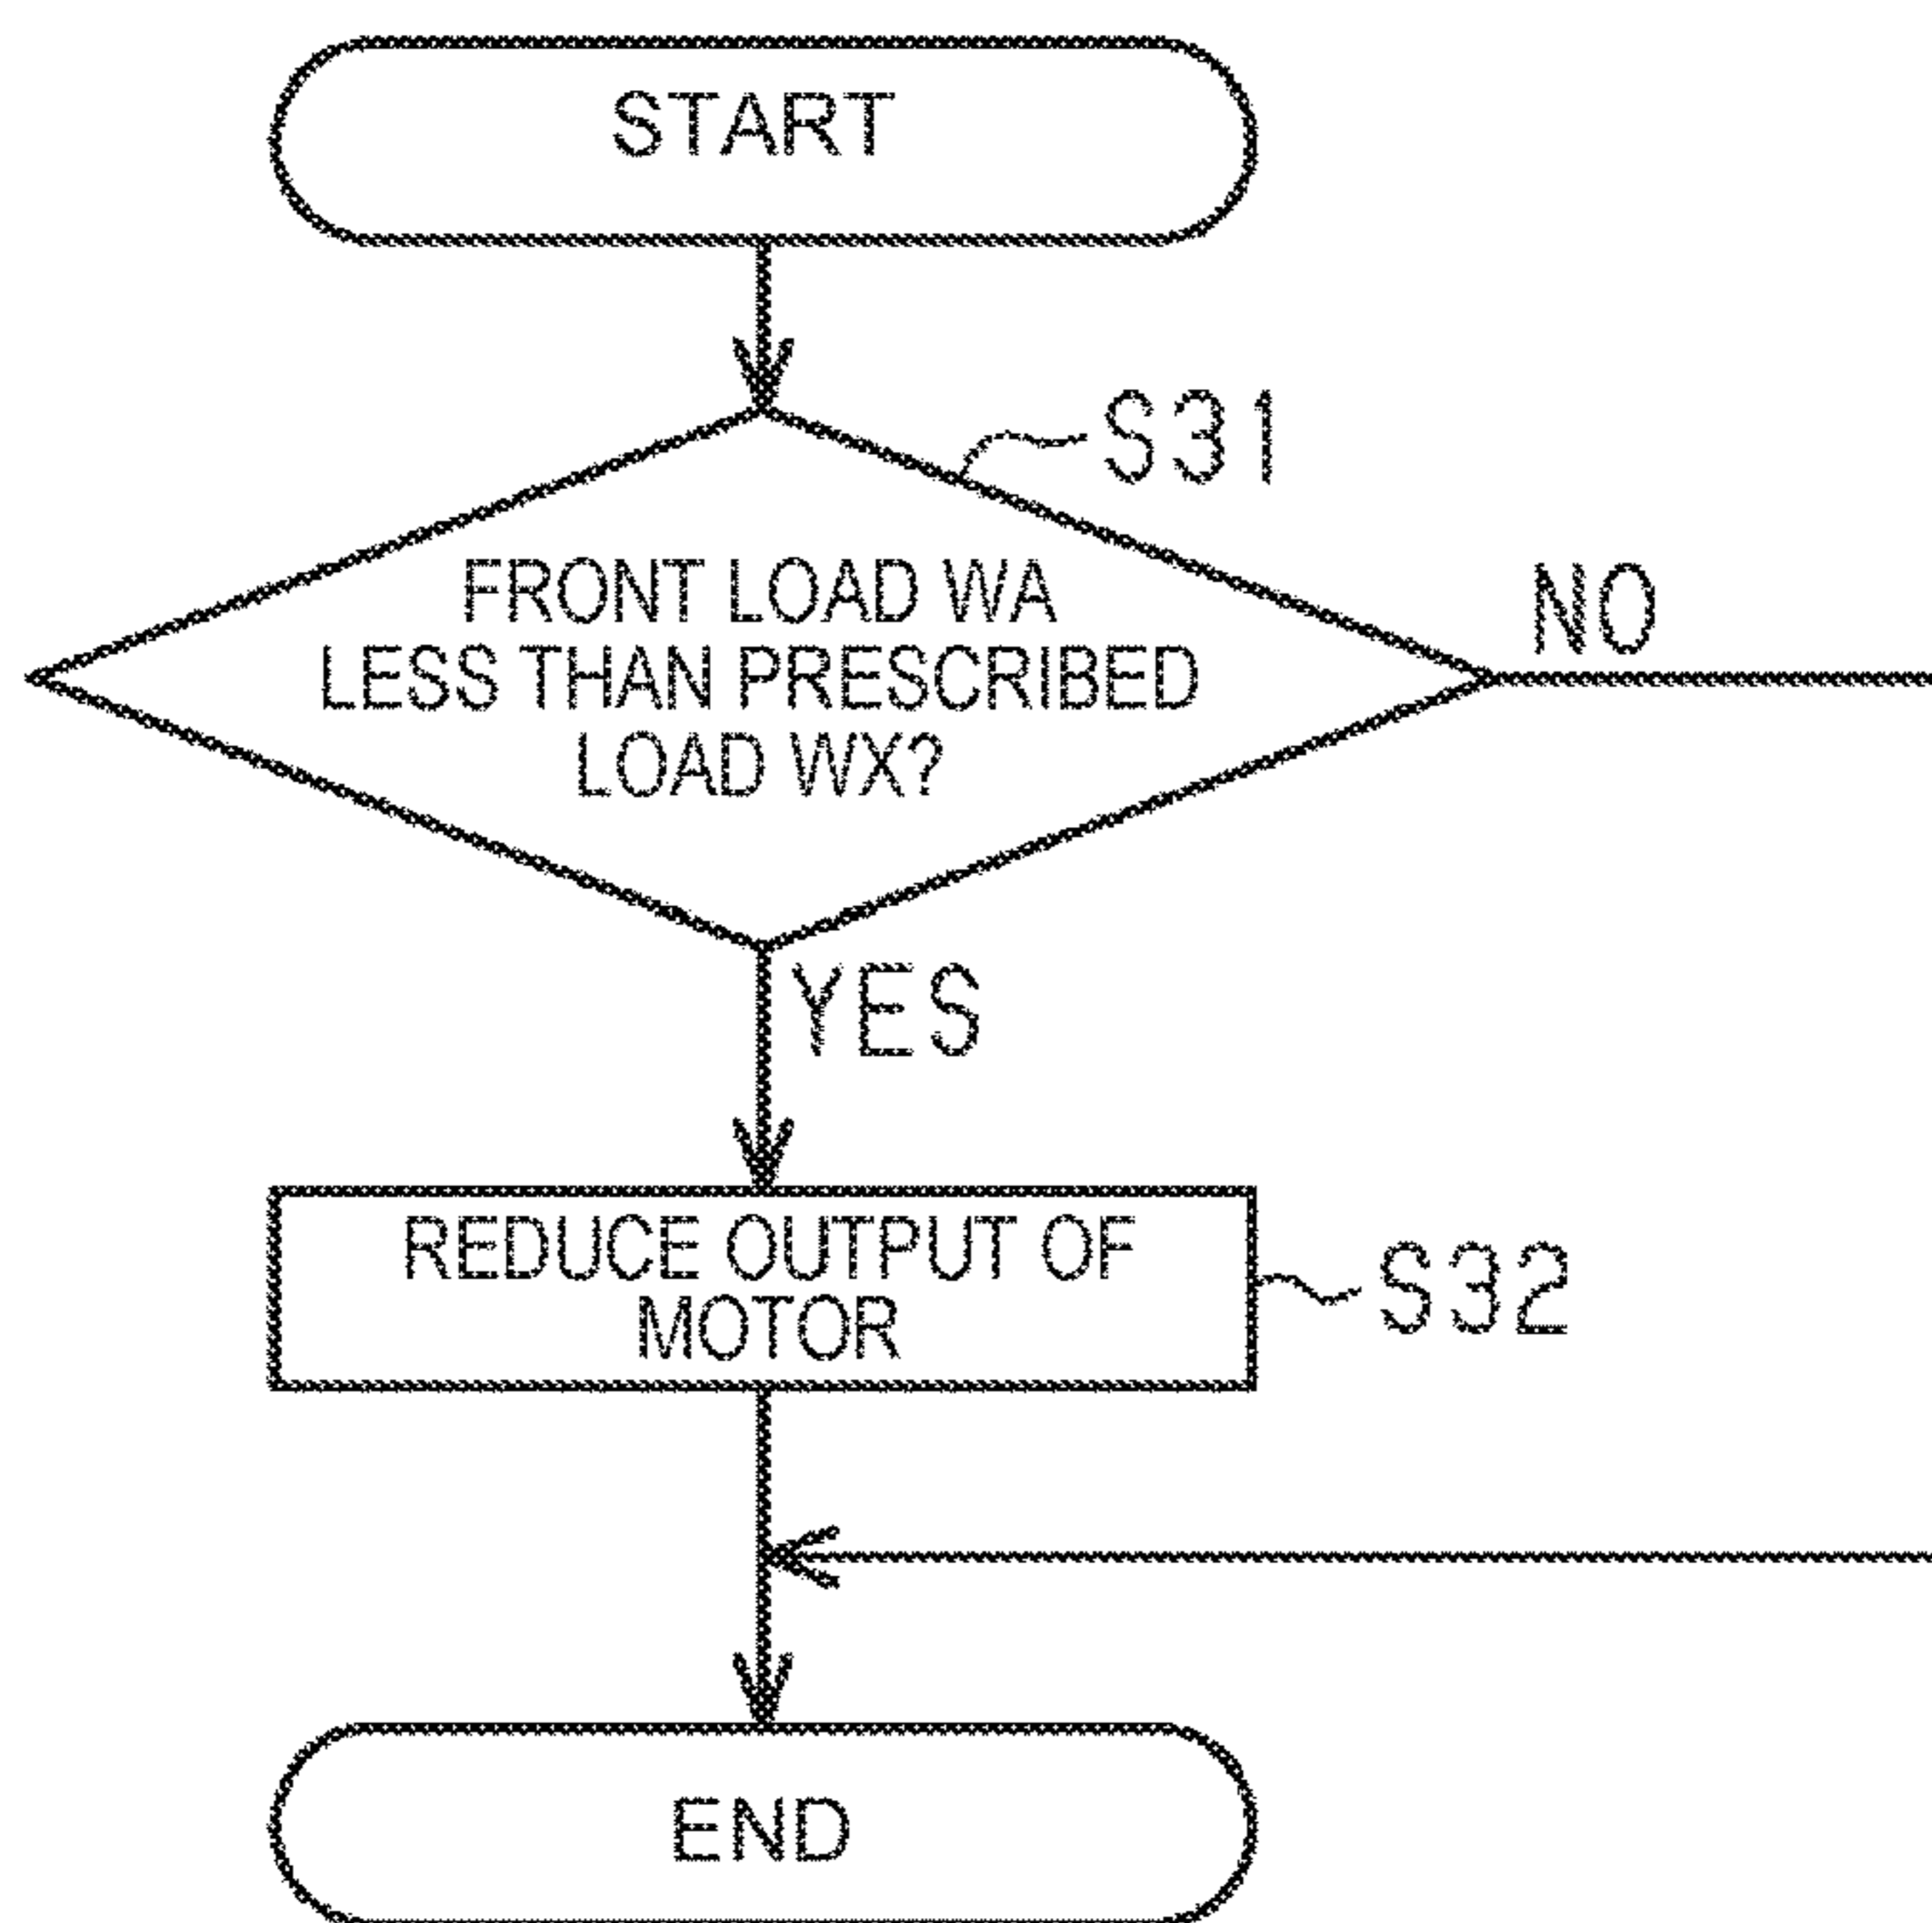 START
S31
FRONT LOAD WA
LESS THAN PRESCRIBED
LOAD WX?
NO
YES
REDUCE OUTPUT OF
MOTOR
S32
END